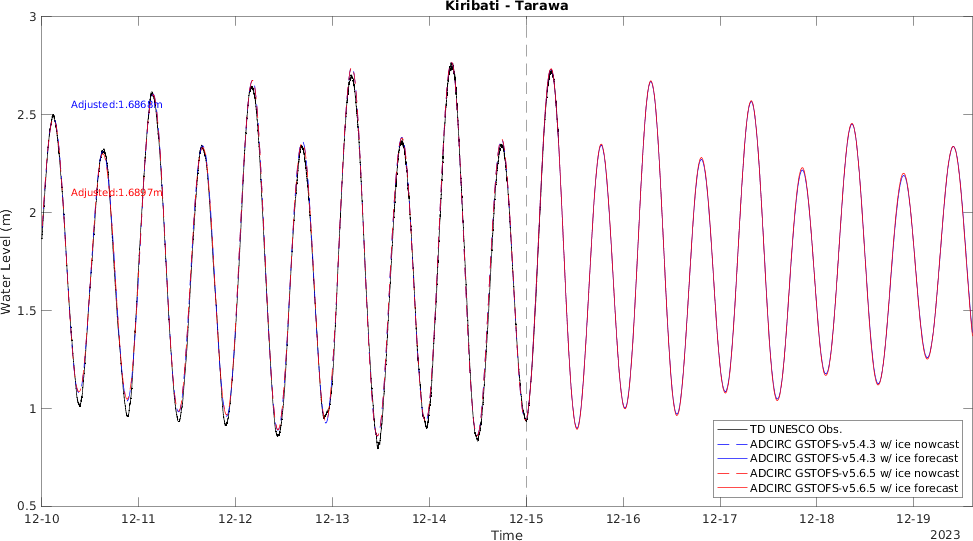 Kiribati - Tarawa
3
2.5
2
1.5
1
0.5
Water Level (m)
Adjusted:1.6868m
Adjusted:1.6897m
TD UNESCO Obs.
ADCIRC GSTOFS-v5.4.3 w/ ice nowcast
ADCIRC GSTOFS-v5.4.3 w/ ice forecast
ADCIRC GSTOFS-v5.6.5 w/ ice nowcast
ADCIRC GSTOFS-v5.6.5 w/ ice forecast
12-10 12-11 12-12 12-13 12-14 12-15 12-16 12-17 12-18 12-19
Time
2023